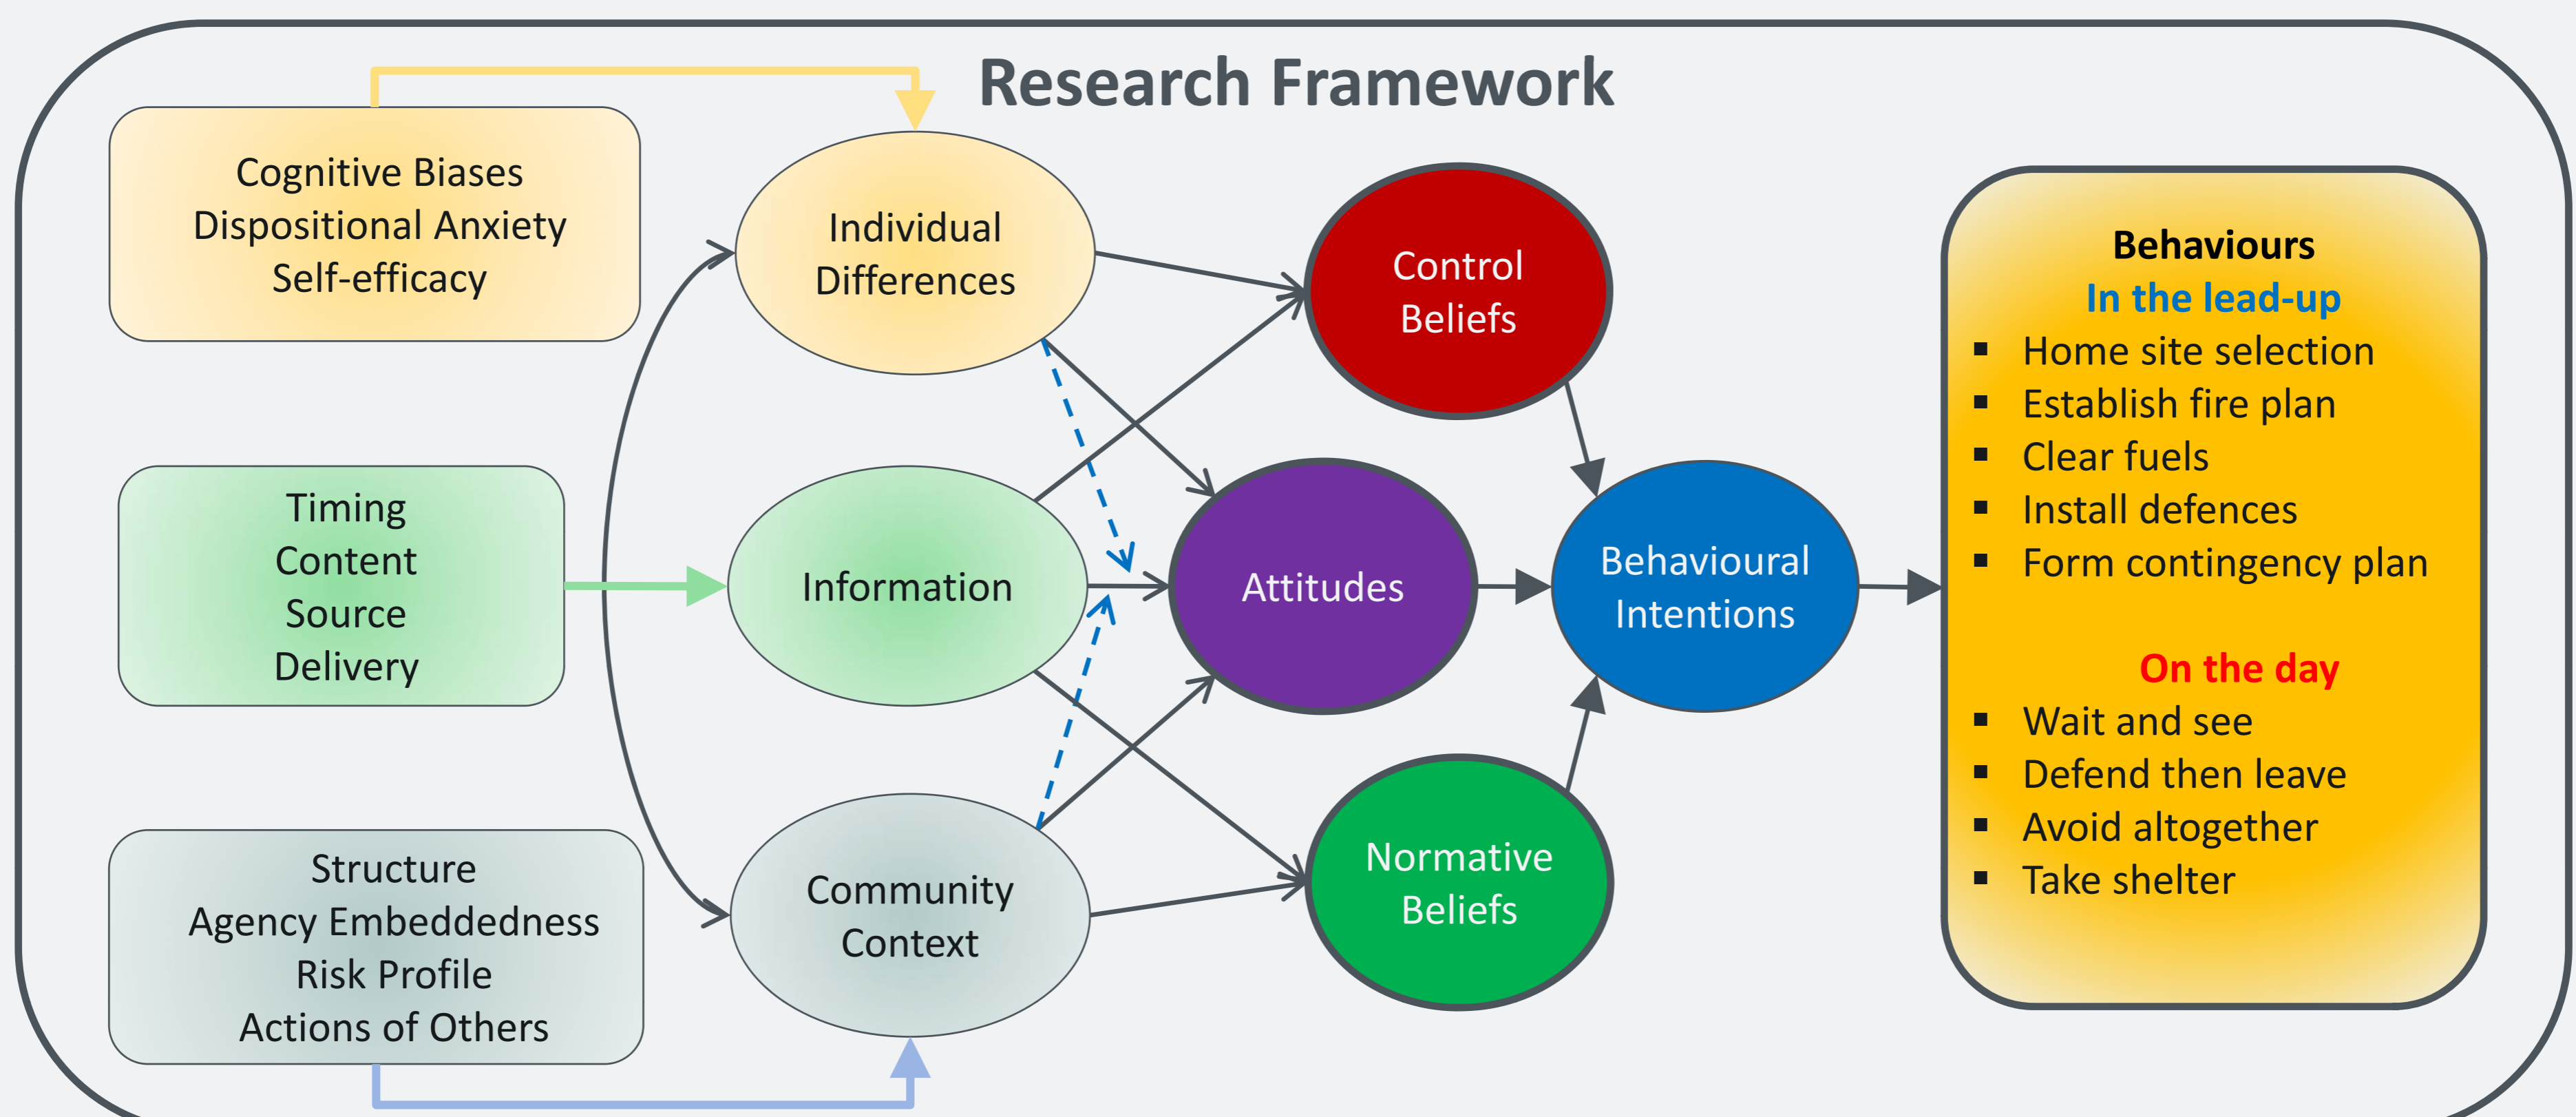 Research Framework
Cognitive Biases
Dispositional Anxiety
Self-efficacy
Individual
Differences
Control
Beliefs
Timing
Content
Source
Delivery
Information
Attitudes
Behavioural
Intentions
Structure
Agency Embeddedness
Risk Profile
Actions of Others
Community
Context
Normative
Beliefs
Behaviours
In the lead-up
▪ Home site selection
▪ Establish fire plan
▪ Clear fuels
▪ Install defences
▪ Form contingency plan
On the day
▪ Wait and see
▪ Defend then leave
▪ Avoid altogether
▪ Take shelter